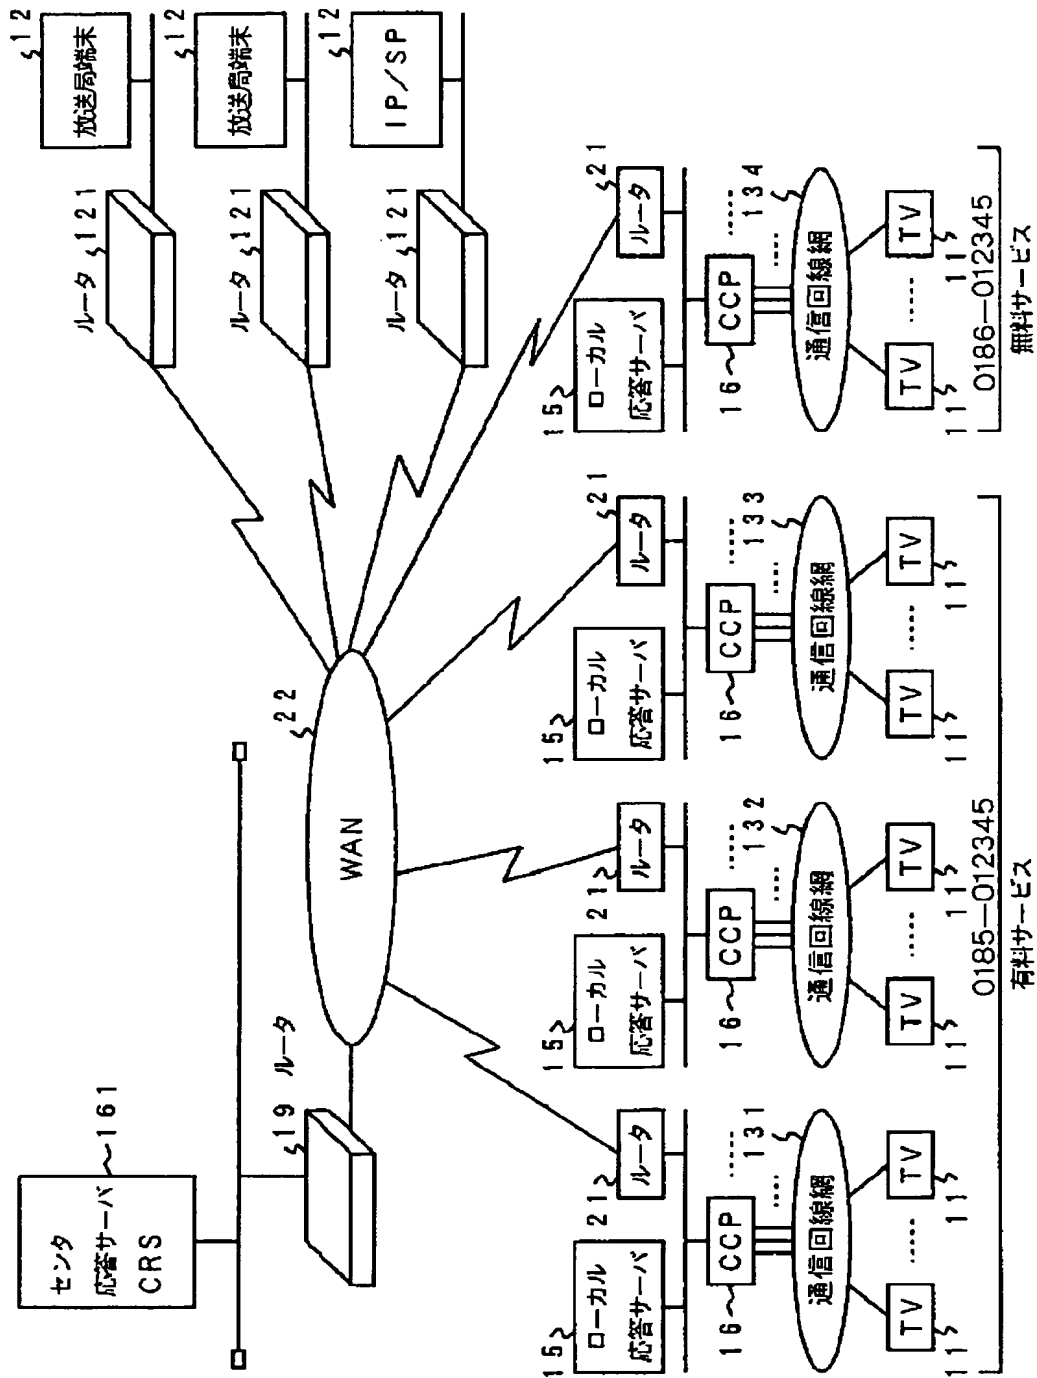 センタ
応答サーバ
CRS
161
19
ルータ
WAN
22
ルータ
121
放送局端末
12
ルータ
121
放送局端末
12
ルータ
121
IP/SP
12
15
ローカル
応答サーバ
21
ルータ
16
CCP
.....
....
131
通信回線網
TV
.....
TV
11
11
15
ローカル
応答サーバ
21
ルータ
16
CCP
.....
....
132
通信回線網
TV
.....
TV
11
11
15
ローカル
応答サーバ
21
ルータ
16
CCP
.....
....
133
通信回線網
TV
.....
TV
11
11
15
ローカル
応答サーバ
21
ルータ
16
CCP
.....
....
134
通信回線網
TV
.....
TV
11
11
0185—012345
有料サービス
0186—012345
無料サービス